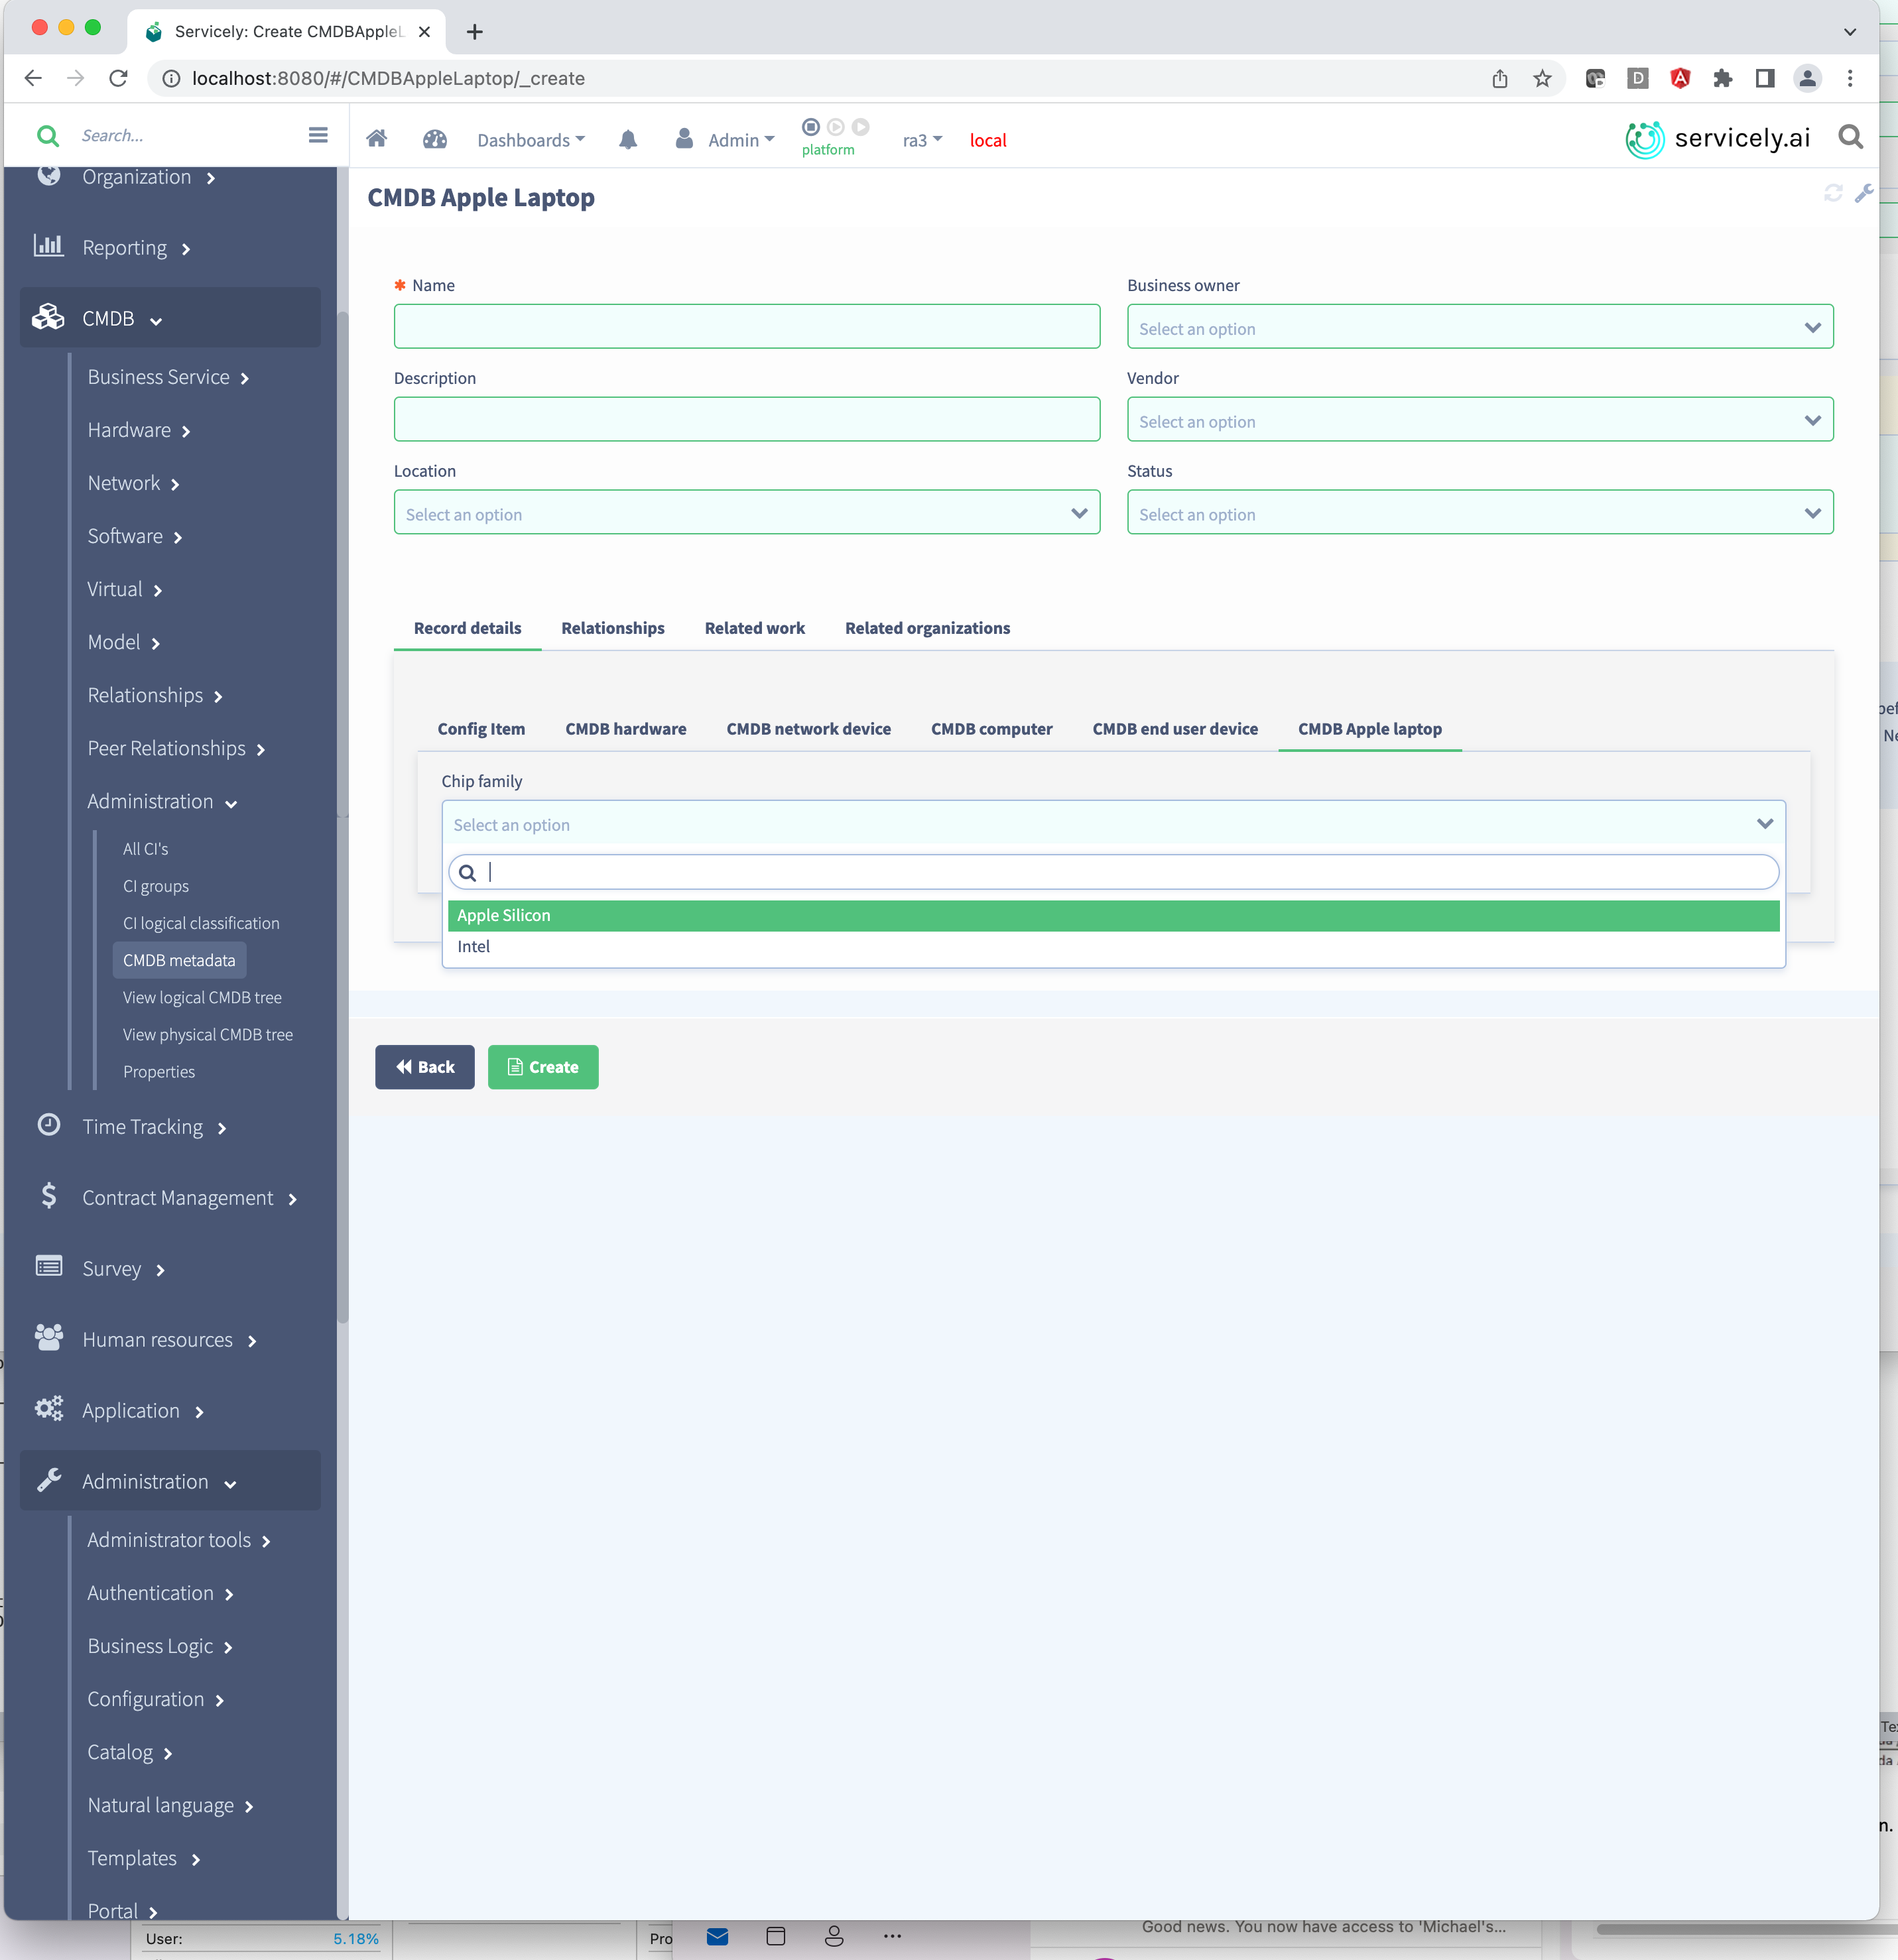 Servicely: Create CMDBAppleL
localhost:8080/#/CMDBAppleLaptop/_create
Search...
Dashboards
Admin
platform
ra3
local
servicely.ai
Organization
Reporting
CMDB
Business Service
Hardware
Network
Software
Virtual
Model
Relationships
Peer Relationships
Administration
All CI's
CI groups
CI logical classification
CMDB metadata
View logical CMDB tree
View physical CMDB tree
Properties
Time Tracking
Contract Management
Survey
Human resources
Application
Administration
Administrator tools
Authentication
Business Logic
Configuration
Catalog
Natural language
Templates
Portal
CMDB Apple Laptop
✱ Name
Business owner
Select an option
Description
Vendor
Select an option
Location
Select an option
Status
Select an option
Record details
Relationships
Related work
Related organizations
Config Item
CMDB hardware
CMDB network device
CMDB computer
CMDB end user device
CMDB Apple laptop
Chip family
Select an option
Apple Silicon
Intel
Back
Create
User:
5.18%
Pro
Good news. You now have access to 'Michael's...
n.